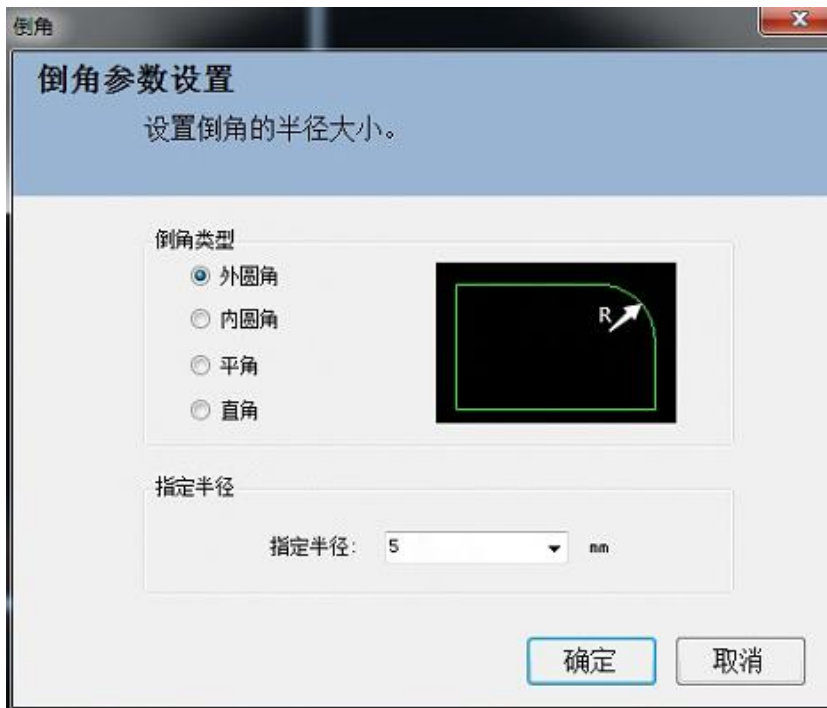 倒角
倒角参数设置
设置倒角的半径大小。
倒角类型
外圆角
内圆角
平角
直角
R
指定半径
指定半径: 5 mm
确定 取消